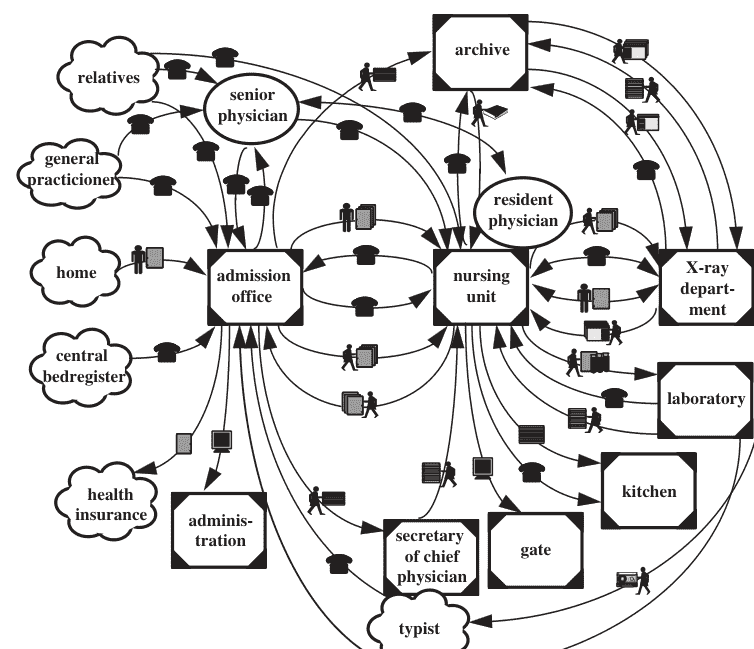 archive
relatives
senior
physician
general
practicioner
resident
physician
home
admission
office
nursing
unit
X-ray
depart-
ment
central
bedregister
laboratory
health
insurance
adminis-
tration
secretary
of chief
physician
gate
kitchen
typist